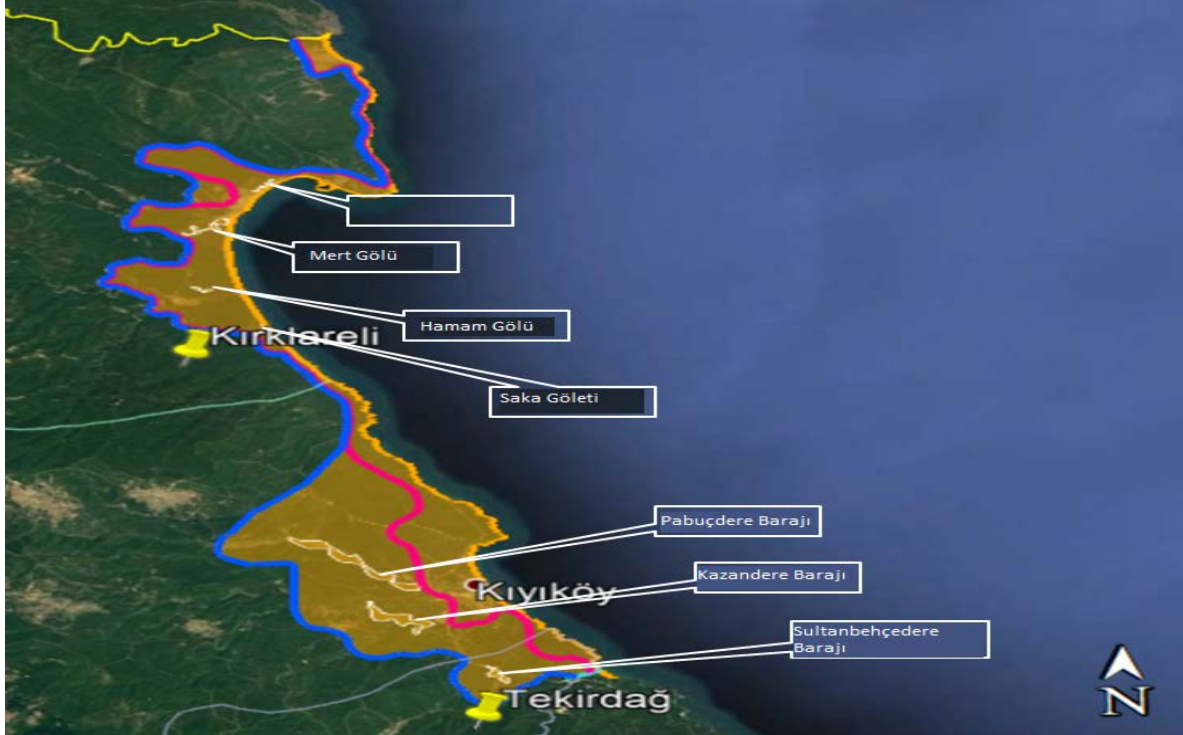 Mert Gölü
Hamam Gölü
Kırklareli
Saka Göleti
Pabuçdere Barajı
Kazandere Barajı
Kıyıköy
Sultanbehçedere
Barajı
Tekirdağ
N